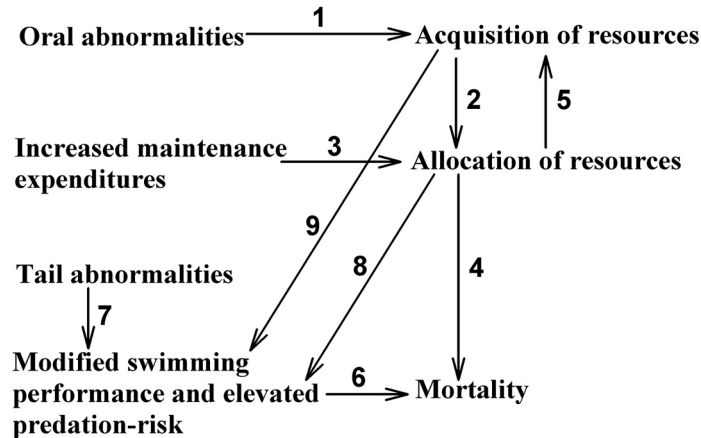 1
Oral abnormalities
Acquisition of resources
2
5
Increased maintenance
expenditures
3
Allocation of resources
9
8
4
Tail abnormalities
7
Modified swimming
performance and elevated
predation-risk
6
Mortality